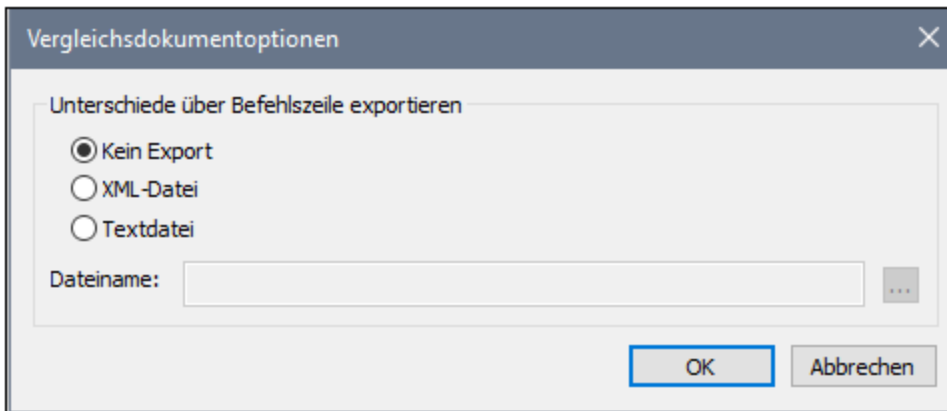 Vergleichsdokumentoptionen
Unterschiede über Befehlszeile exportieren
Kein Export
XML-Datei
Textdatei
Dateiname:
...
OK Abbrechen